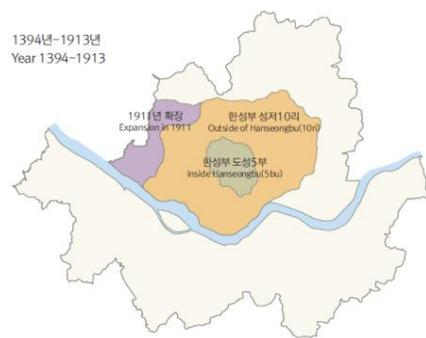 1394년-1913년
Year 1394-1913
1911년 확장
Expansion in 1911
한성부 성저10리
Outside of Hanseongbu(10ri)
한성부 도성5부
Inside Hanseongbu(5bu)